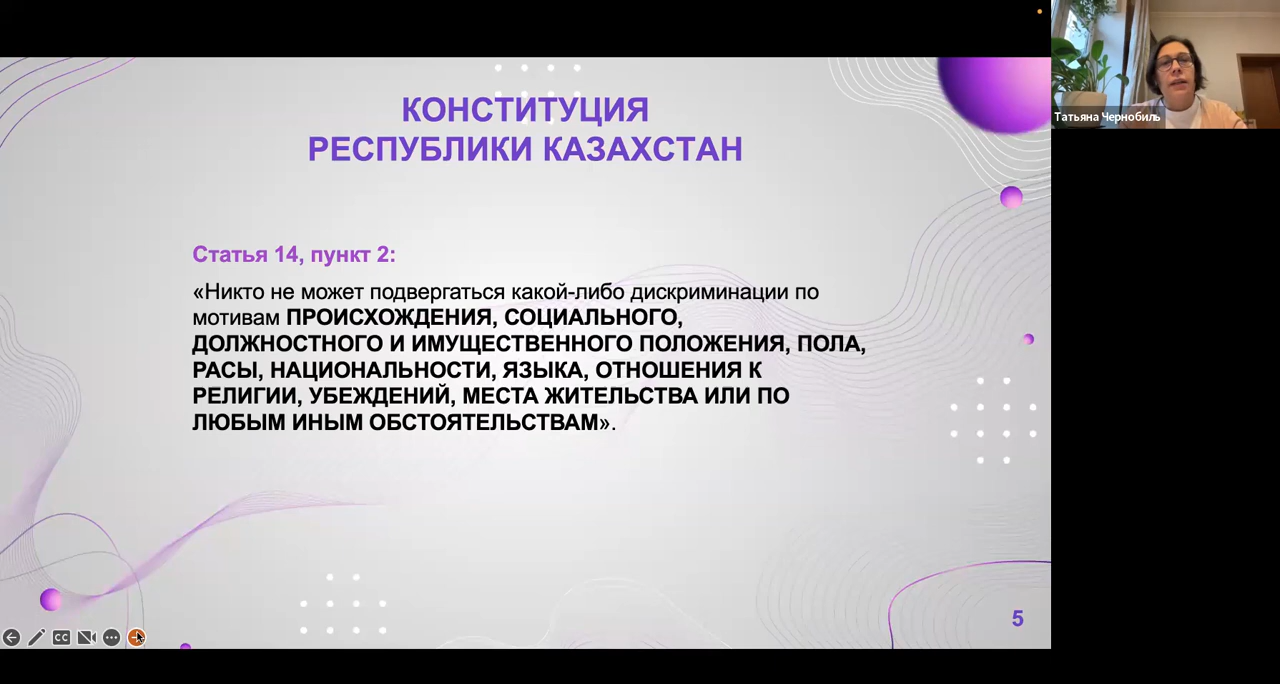 КОНСТИТУЦИЯ
РЕСПУБЛИКИ КАЗАХСТАН
Статья 14, пункт 2:
«Никто не может подвергаться какой-либо дискриминации по
мотивам ПРОИСХОЖДЕНИЯ, СОЦИАЛЬНОГО,
ДОЛЖНОСТНОГО И ИМУЩЕСТВЕННОГО ПОЛОЖЕНИЯ, ПОЛА,
РАСЫ, НАЦИОНАЛЬНОСТИ, ЯЗЫКА, ОТНОШЕНИЯ К
РЕЛИГИИ, УБЕЖДЕНИЙ, МЕСТА ЖИТЕЛЬСТВА ИЛИ ПО
ЛЮБЫМ ИНЫМ ОБСТОЯТЕЛЬСТВАМ».
5
CC
Татьяна Чернобиль